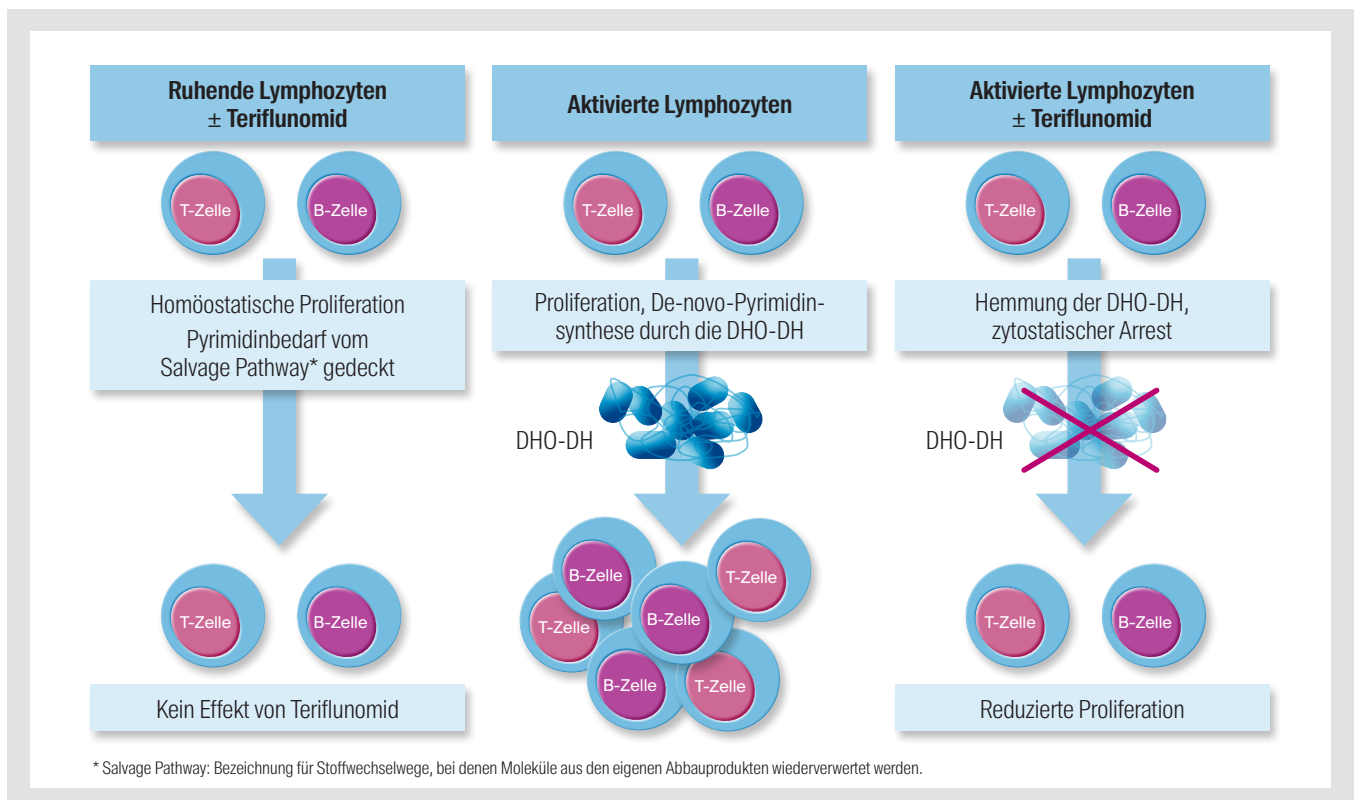 Ruhende Lymphozyten
± Teriflunomid
T-Zelle
B-Zelle
Homöostatische Proliferation
Pyrimidinbedarf vom
Salvage Pathway* gedeckt
T-Zelle
B-Zelle
Kein Effekt von Teriflunomid
Aktivierte Lymphozyten
T-Zelle
B-Zelle
Proliferation, De-novo-Pyrimidin-
synthese durch die DHO-DH
DHO-DH
B-Zelle
T-Zelle
T-Zelle
B-Zelle
B-Zelle
T-Zelle
Aktivierte Lymphozyten
± Teriflunomid
T-Zelle
B-Zelle
Hemmung der DHO-DH,
zytostatischer Arrest
DHO-DH
T-Zelle
B-Zelle
Reduzierte Proliferation
* Salvage Pathway: Bezeichnung für Stoffwechselwege, bei denen Moleküle aus den eigenen Abbauprodukten wiederverwertet werden.